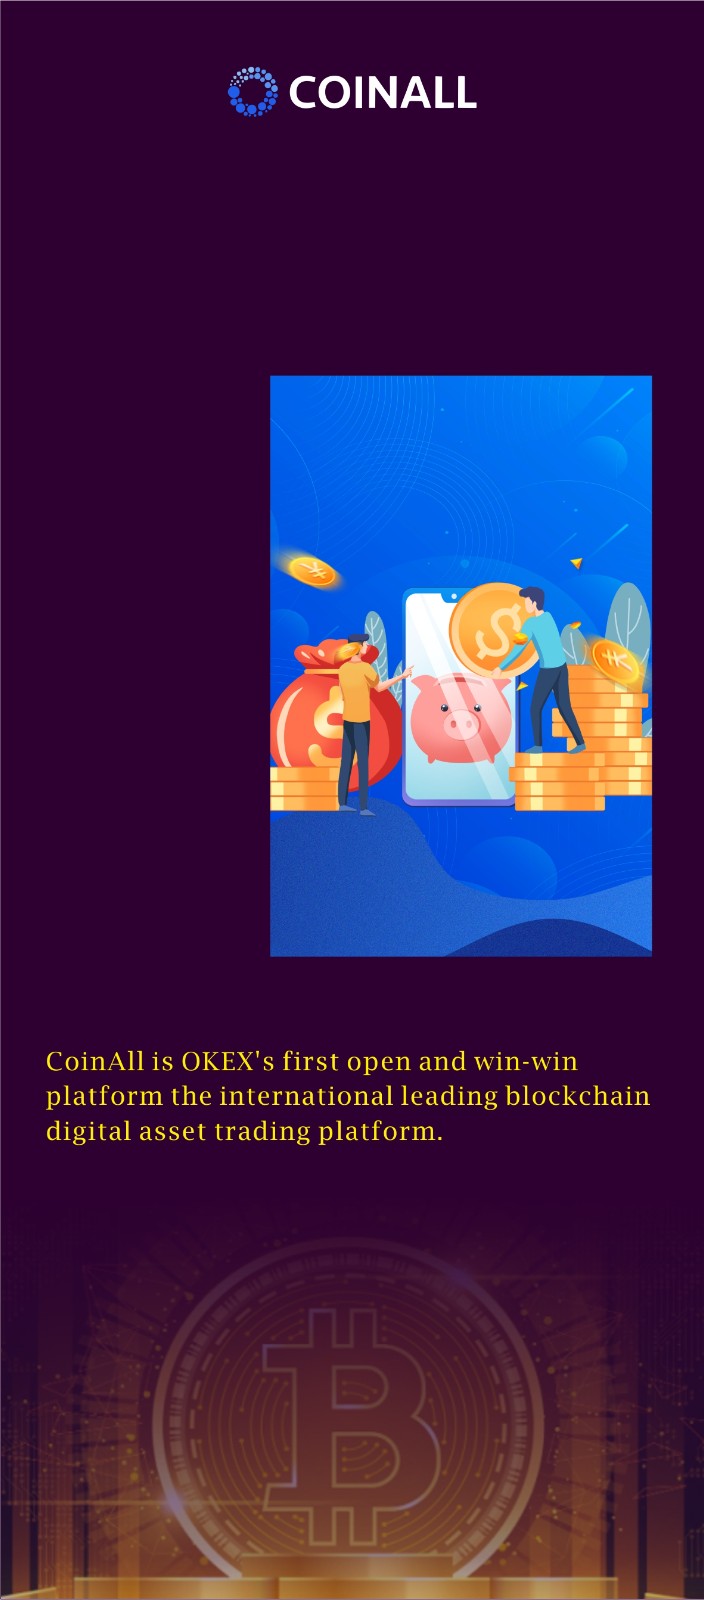 COINALL
CoinAll is OKEX's first open and win-win
platform the international leading blockchain
digital asset trading platform.